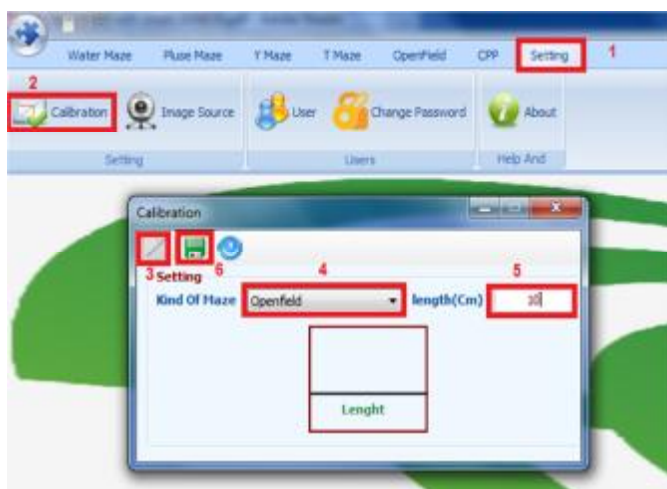 Water Maze Pluse Maze Y Maze T Maze OpenField CPP Setting 1
2
Calibration Image Source User Change Password About
Setting Users Help And
Calibration
3 6 4 5
Setting
Kind Of Maze Openfield length(Cm)
Lenght